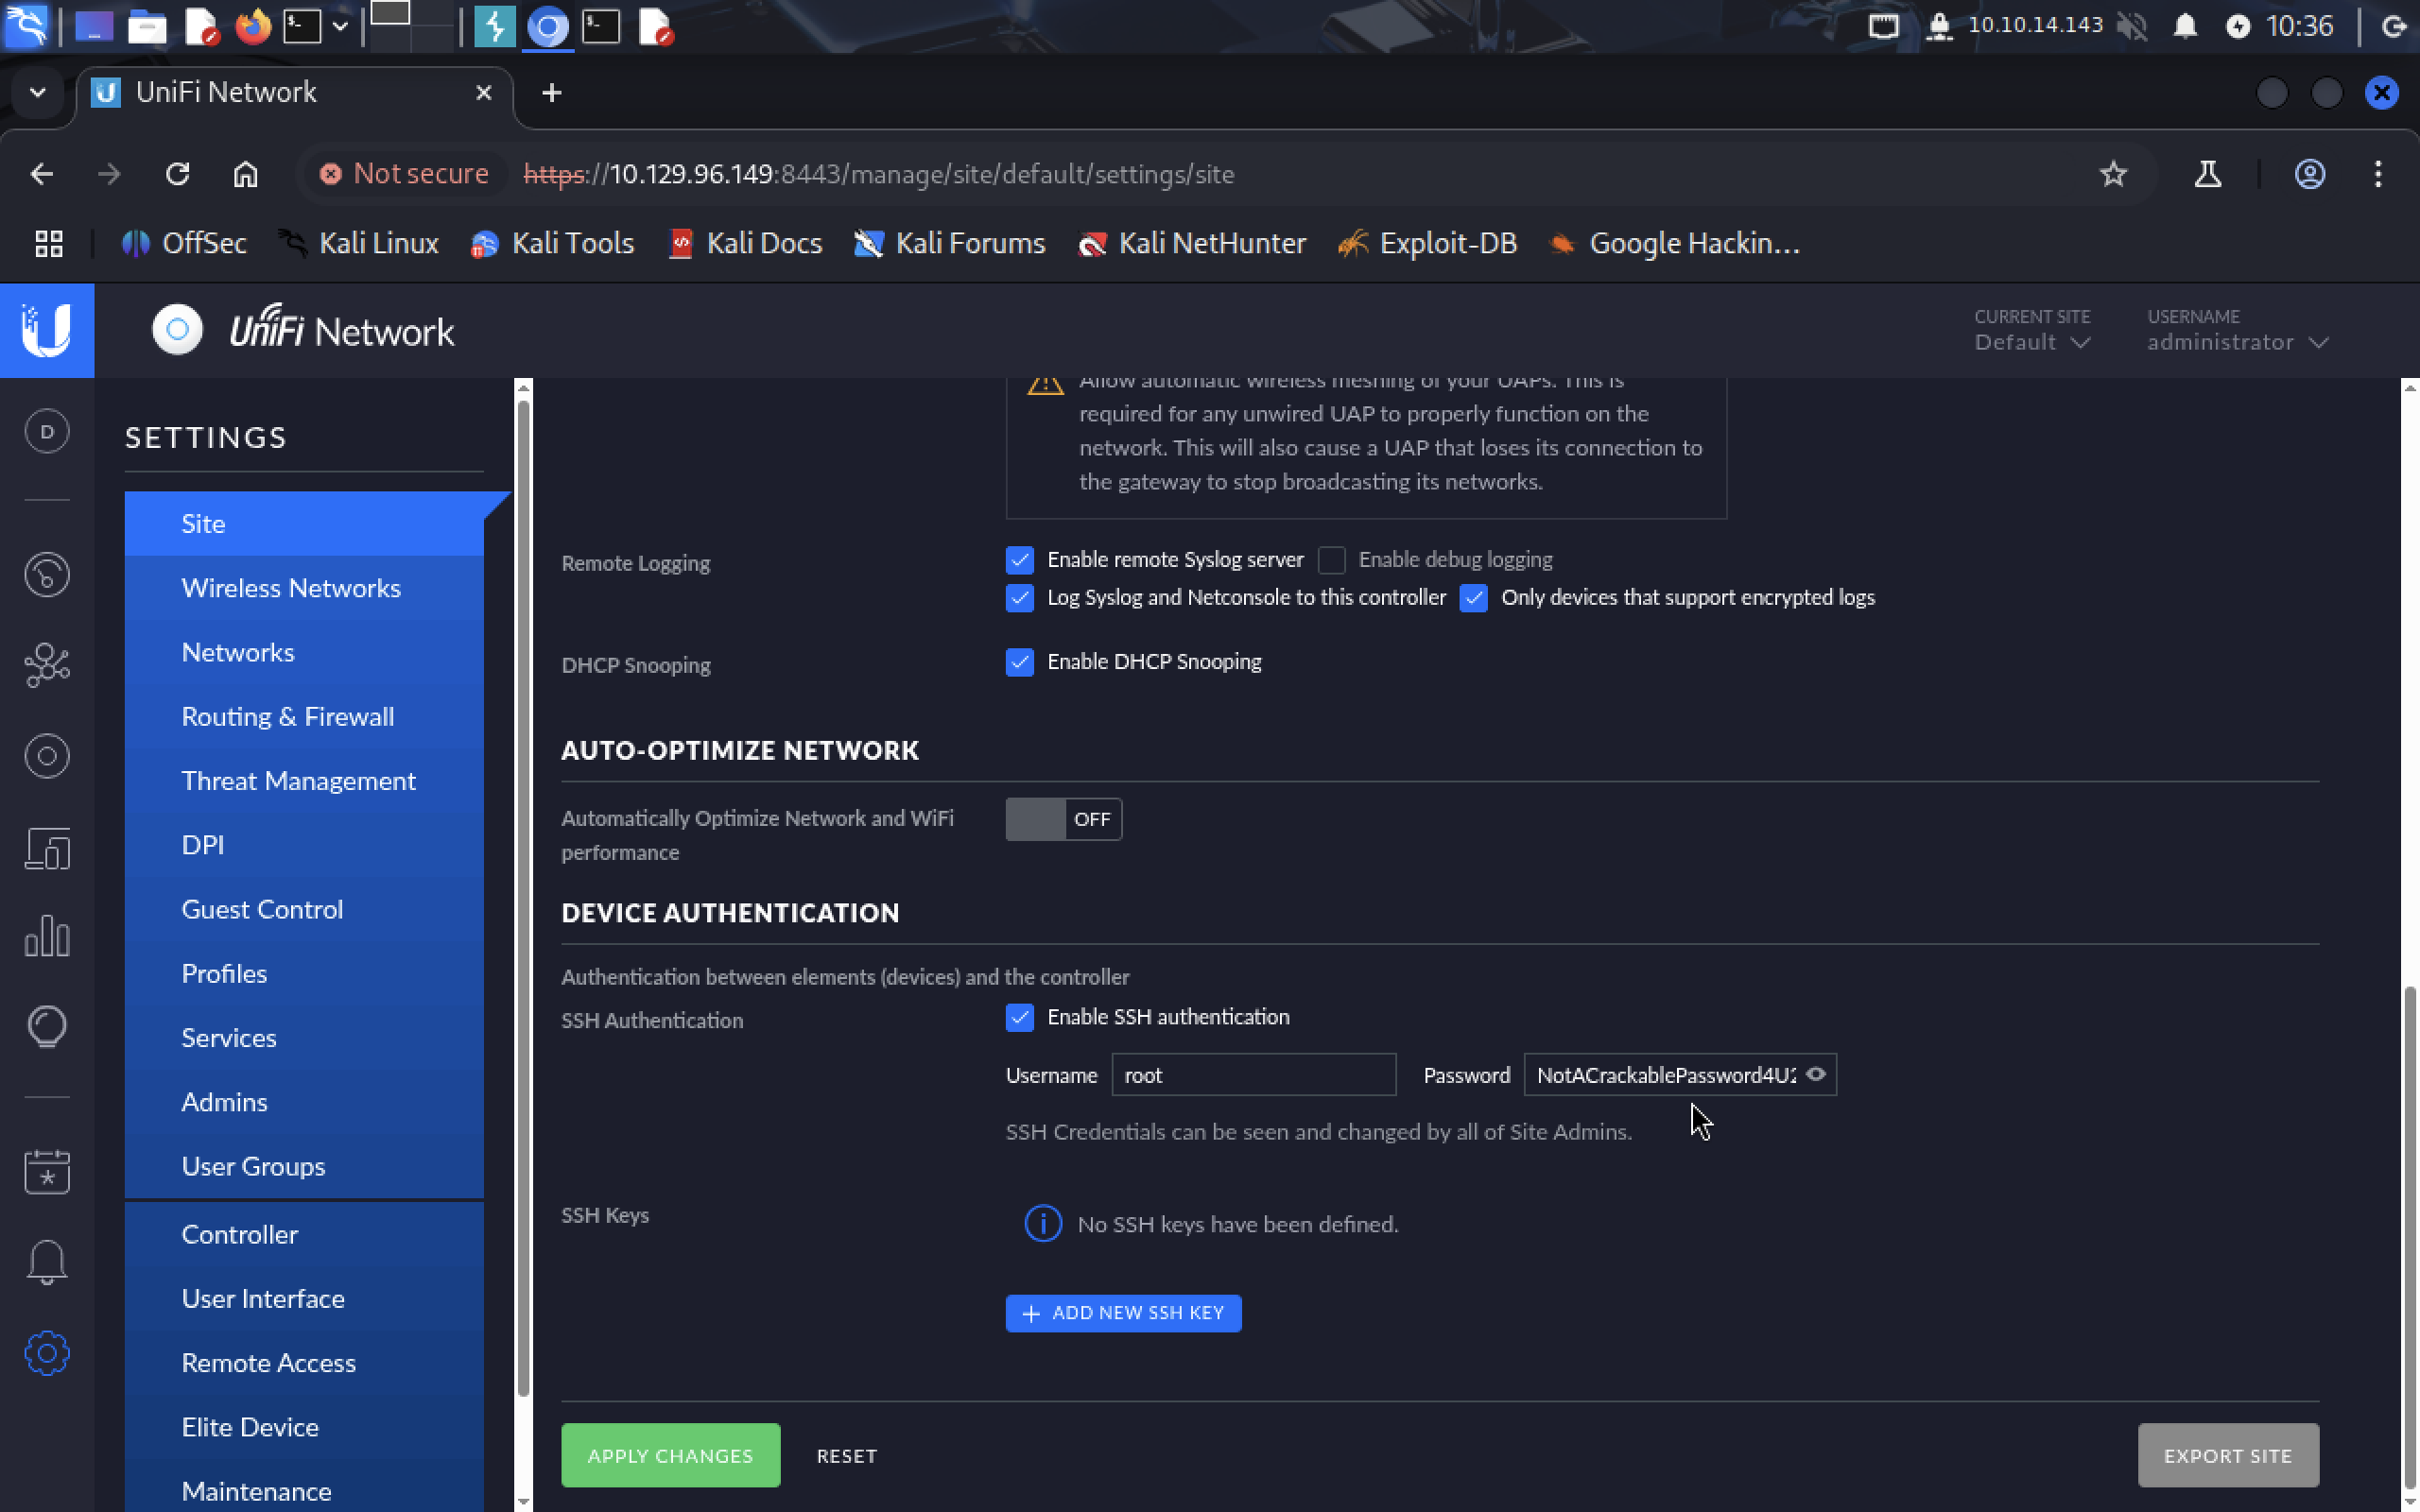 10.10.14.143
10:36
UniFi Network
Not secure https://10.129.96.149:8443/manage/site/default/settings/site
OffSec Kali Linux Kali Tools Kali Docs Kali Forums Kali NetHunter Exploit-DB Google Hackin...
UniFi Network
CURRENT SITE
Default
USERNAME
administrator
D
SETTINGS
Site
Wireless Networks
Networks
Routing & Firewall
Threat Management
DPI
Guest Control
Profiles
Services
Admins
User Groups
Controller
User Interface
Remote Access
Elite Device
Maintenance
Allow automatic wireless meshing of your UAPs. This is
required for any unwired UAP to properly function on the
network. This will also cause a UAP that loses its connection to
the gateway to stop broadcasting its networks.
Remote Logging
Enable remote Syslog server Enable debug logging
Log Syslog and Netconsole to this controller Only devices that support encrypted logs
DHCP Snooping
Enable DHCP Snooping
AUTO-OPTIMIZE NETWORK
Automatically Optimize Network and WiFi
performance
OFF
DEVICE AUTHENTICATION
Authentication between elements (devices) and the controller
SSH Authentication
Enable SSH authentication
Username root Password NotACrackablePassword4U
SSH Credentials can be seen and changed by all of Site Admins.
SSH Keys
No SSH keys have been defined.
+ ADD NEW SSH KEY
APPLY CHANGES RESET EXPORT SITE